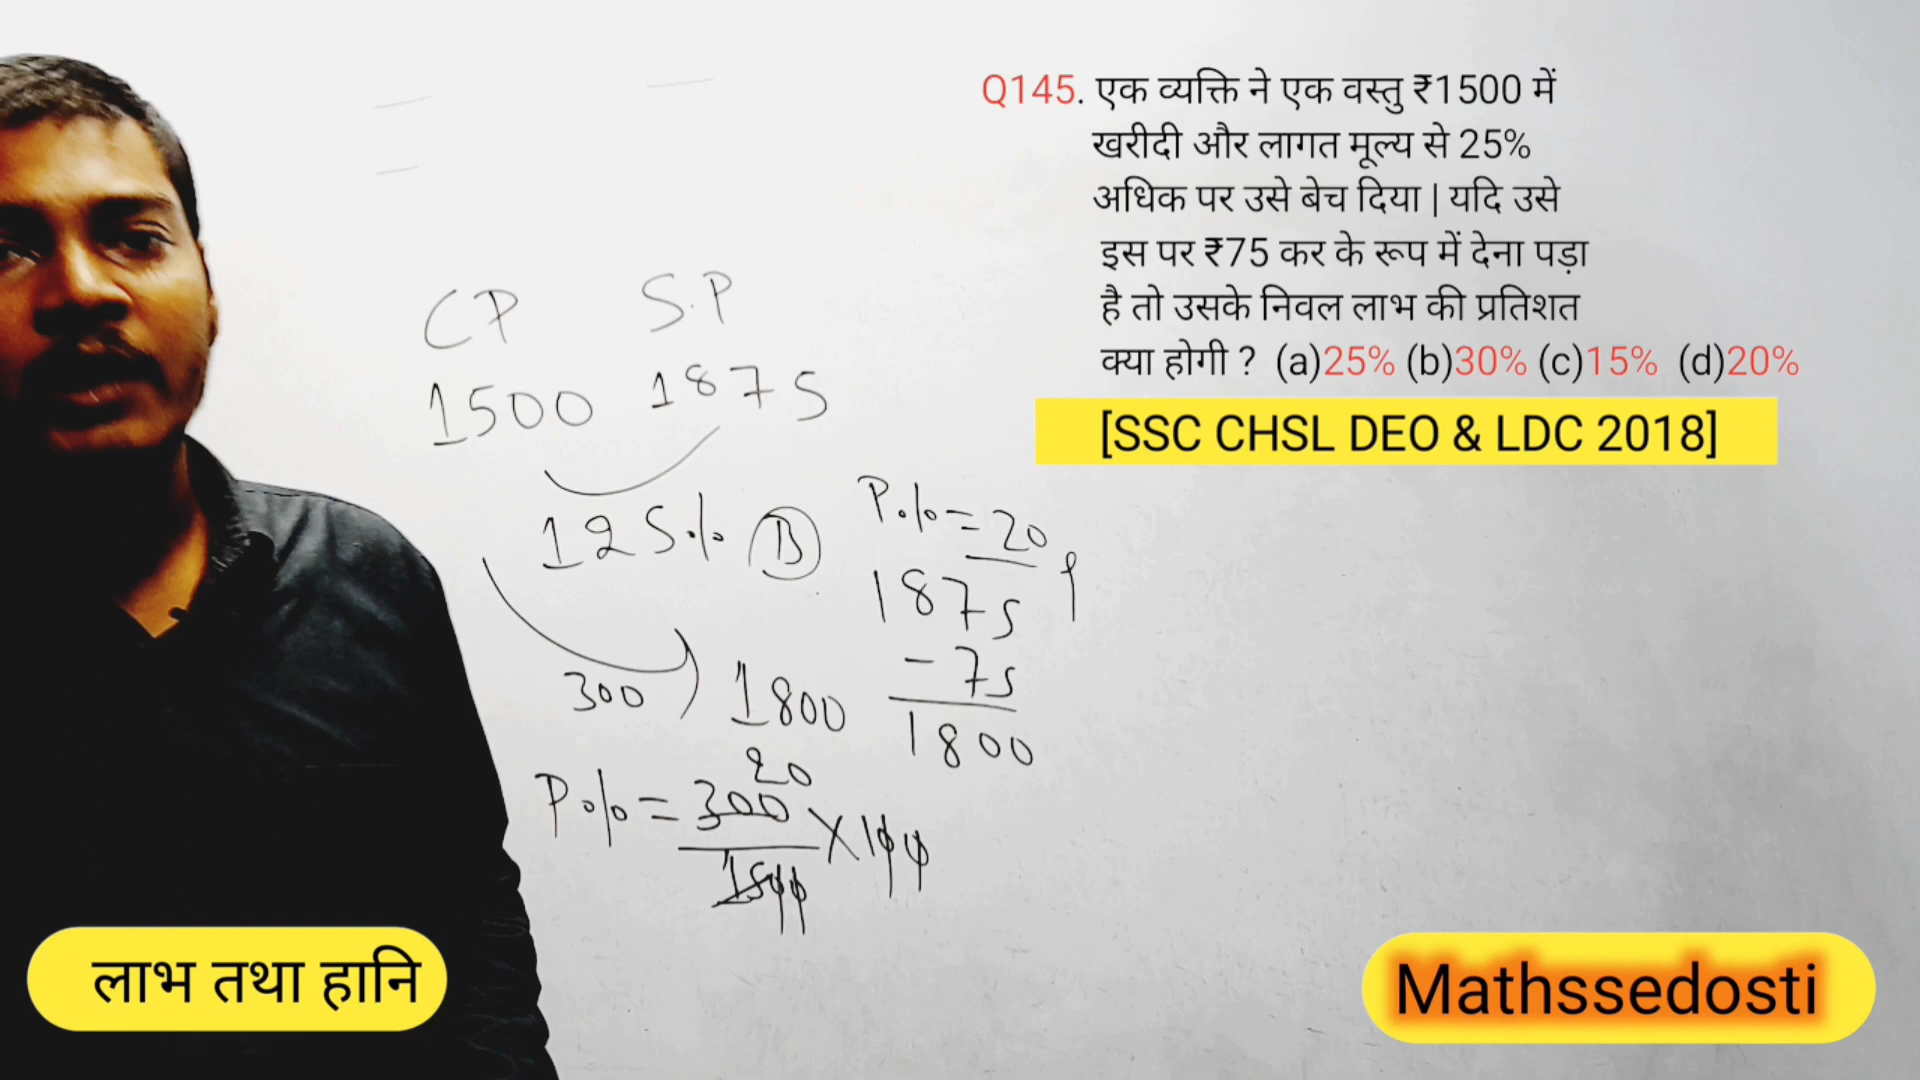 Q145. एक व्यक्ति ने एक वस्तु ₹1500 में
खरीदी और लागत मूल्य से 25%
अधिक पर उसे बेच दिया | यदि उसे
इस पर ₹75 कर के रूप में देना पड़ा
है तो उसके निवल लाभ की प्रतिशत
क्या होगी ? (a)25% (b)30% (c)15% (d)20%
[SSC CHSL DEO & LDC 2018]
CP S.P
1500 1875
125%
P% = 20
1875
- 75
1800
300 1800
20
P% = 300 X100
1500
लाभ तथा हानि
Mathssedosti